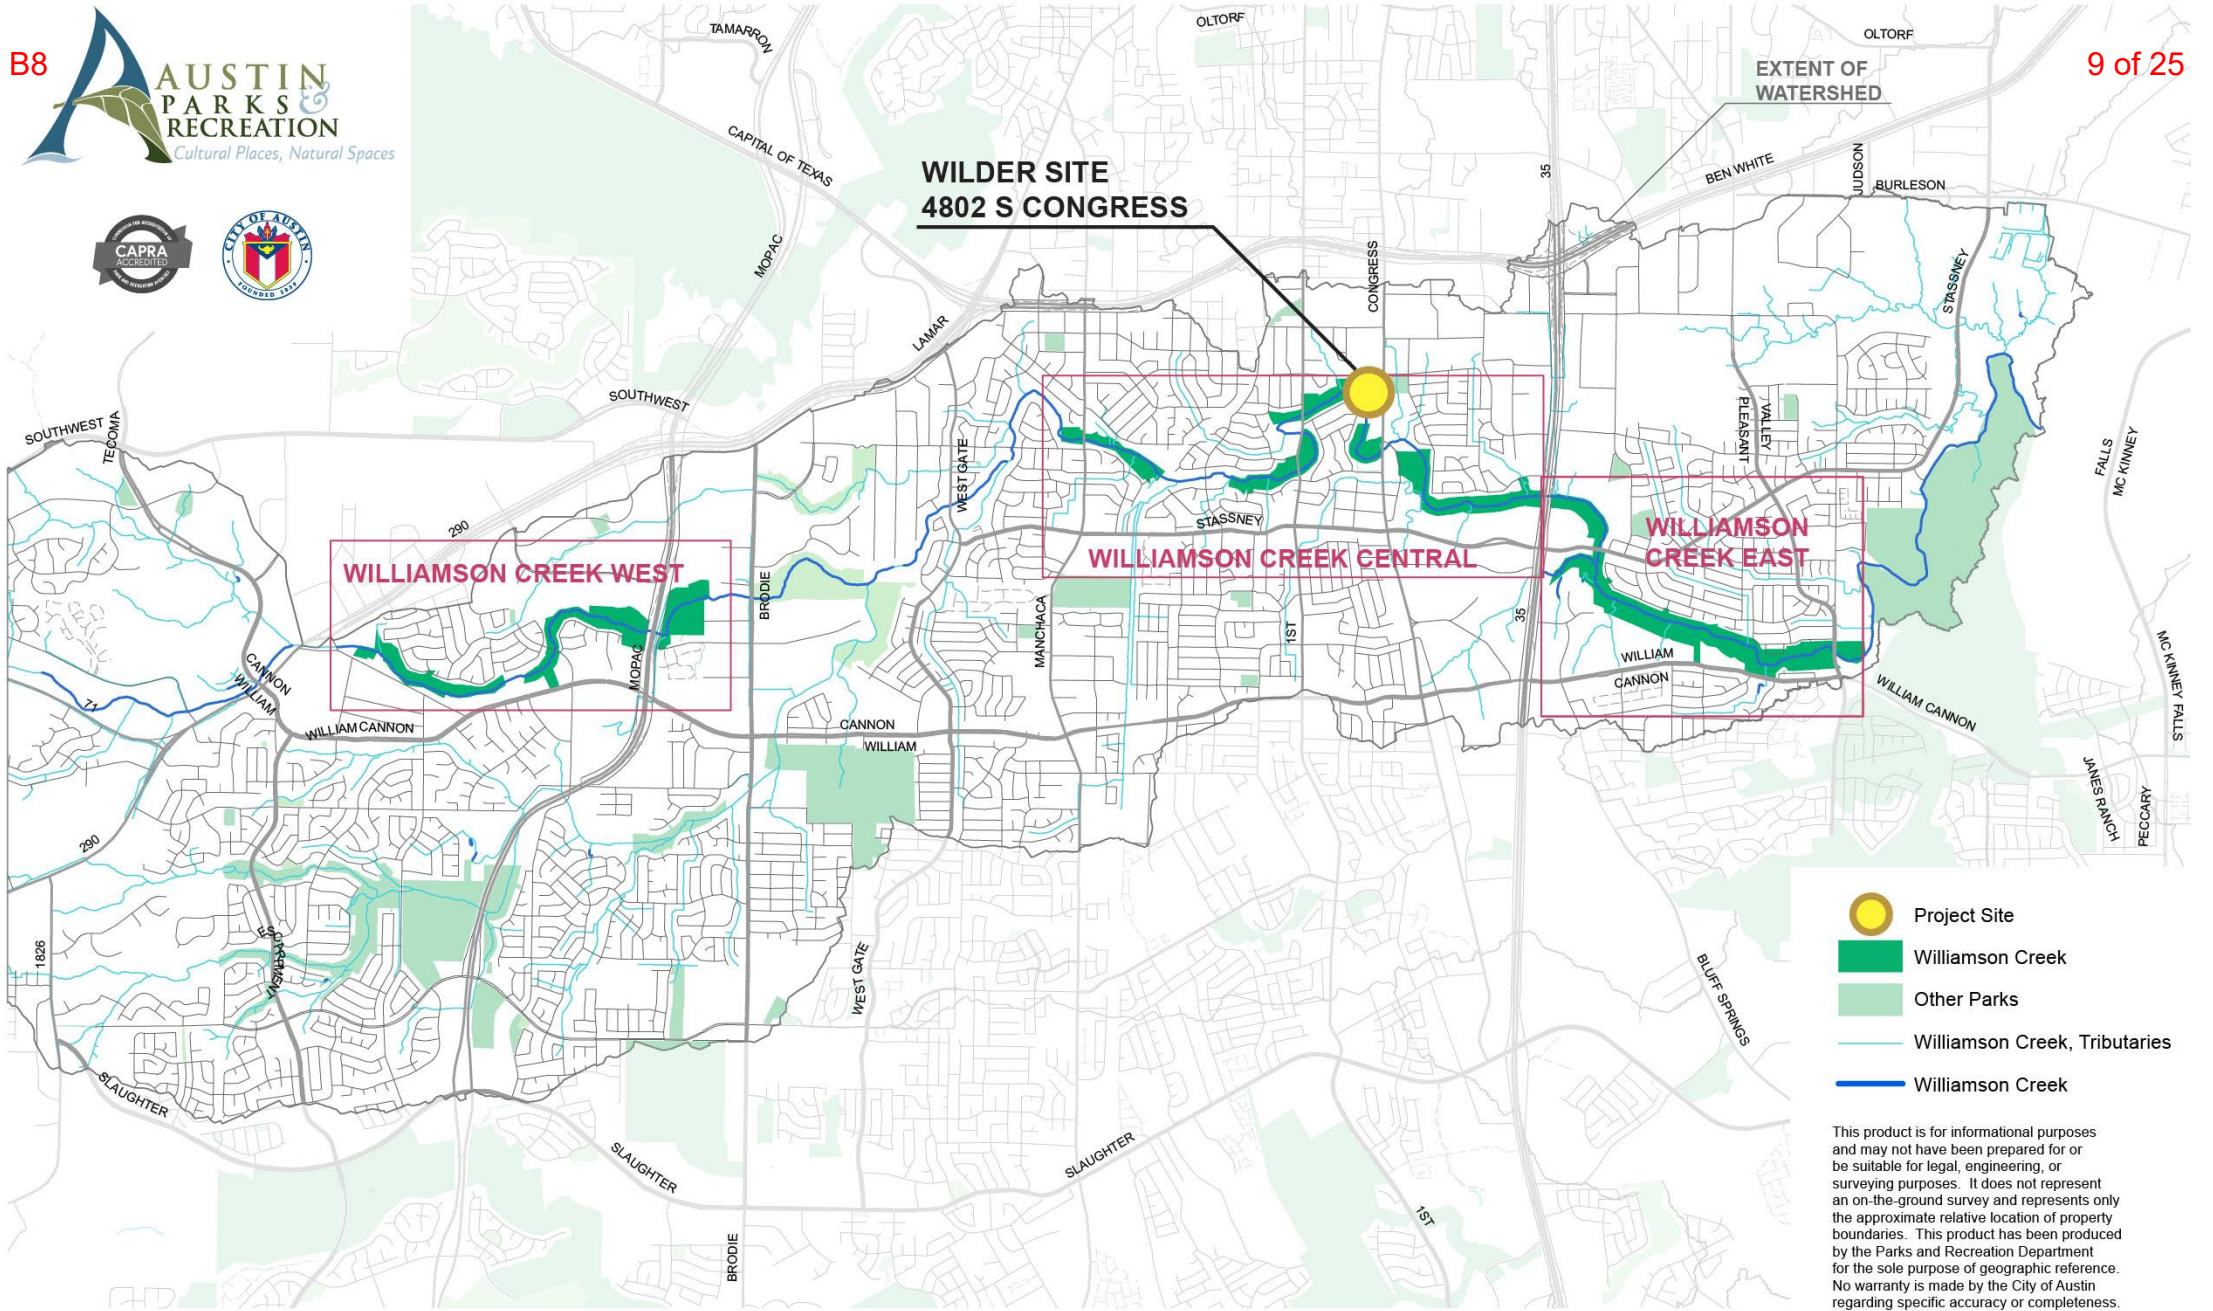 B8
9 of 25
AUSTIN
PARKS &
RECREATION
Cultural Places, Natural Spaces
CAPRA
ACCREDITED
CITY OF AUSTIN
FOUNDED 1839
TAMARRON
OLTORF
OLTORF
EXTENT OF
WATERSHED
CAPITAL OF TEXAS
WILDER SITE
4802 S CONGRESS
35
BEN WHITE
JUDSON
BURLESON
MOPAC
CONGRESS
STASSNEY
LAMAR
SOUTHWEST
SOUTHWEST
TECOMA
WEST GATE
PLEASANT
VALLEY
FALLS
MC KINNEY
290
STASSNEY
WILLIAMSON
CREEK EAST
WILLIAMSON CREEK CENTRAL
WILLIAMSON CREEK WEST
BRODIE
MANCHACA
1ST
35
MOPAC
WILLIAM
CANNON
CANNON
WILLIAM
71
WILLIAM CANNON
CANNON
WILLIAM
WILLIAM CANNON
MC KINNEY FALLS
JANES RANCH
PECCARY
290
BRODIE
1826
ESCARPMENT
WEST GATE
BLUFF SPRINGS
SLAUGHTER
SLAUGHTER
SLAUGHTER
1ST
BRODIE
Project Site
Williamson Creek
Other Parks
Williamson Creek, Tributaries
Williamson Creek
This product is for informational purposes
and may not have been prepared for or
be suitable for legal, engineering, or
surveying purposes. It does not represent
an on-the-ground survey and represents only
the approximate relative location of property
boundaries. This product has been produced
by the Parks and Recreation Department
for the sole purpose of geographic reference.
No warranty is made by the City of Austin
regarding specific accuracy or completeness.